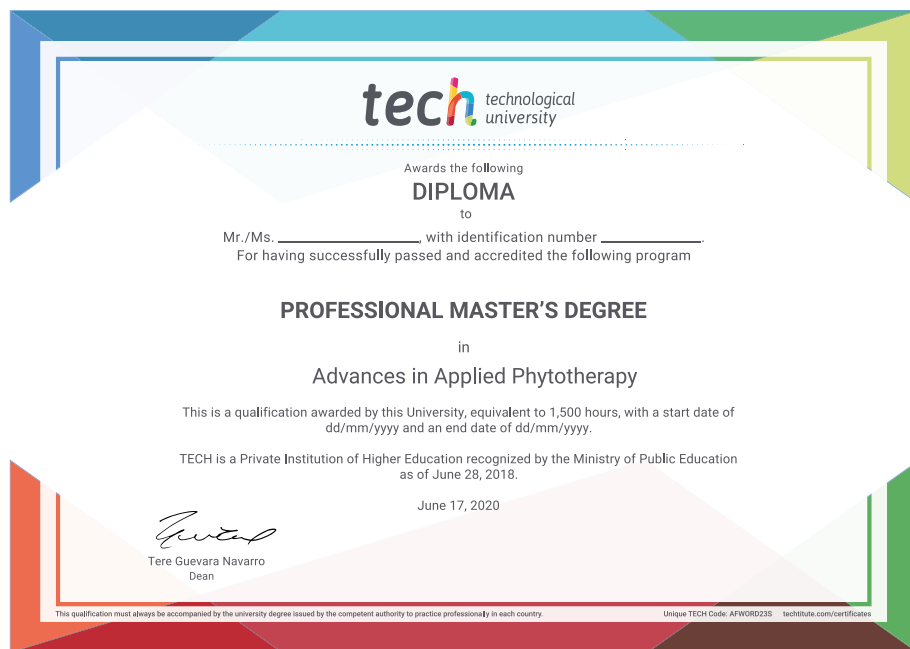 tech technological
university
Awards the following
DIPLOMA
to
Mr./Ms. ____________, with identification number ____________.
For having successfully passed and accredited the following program
PROFESSIONAL MASTER'S DEGREE
in
Advances in Applied Phytotherapy
This is a qualification awarded by this University, equivalent to 1,500 hours, with a start date of
dd/mm/yyyy and an end date of dd/mm/yyyy.
TECH is a Private Institution of Higher Education recognized by the Ministry of Public Education
as of June 28, 2018.
June 17, 2020
Tere Guevara Navarro
Dean
This qualification must always be accompanied by the university degree issued by the competent authority to practice professionally in each country. Unique TECH Code: AFWORD23S techtitute.com/certificates